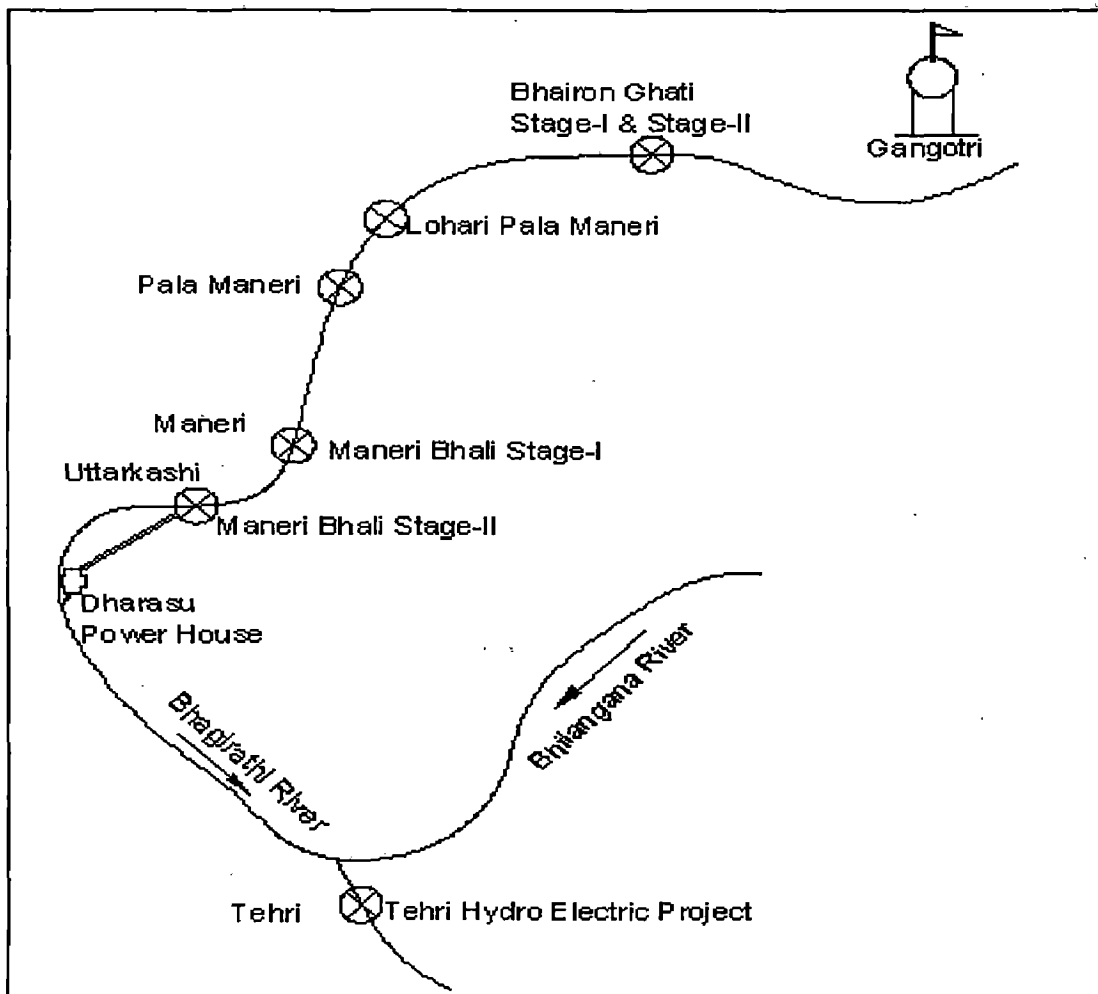 Bhairon Ghati
Stage-I & Stage-II
Gangotri
Lohari Pala Maneri
Pala Maneri
Maneri
Maneri Bhali Stage-I
Uttarkashi
Maneri Bhali Stage-II
Dharasu
Power House
Bhagirathi River
Bhilangana River
Tehri
Tehri Hydro Electric Project